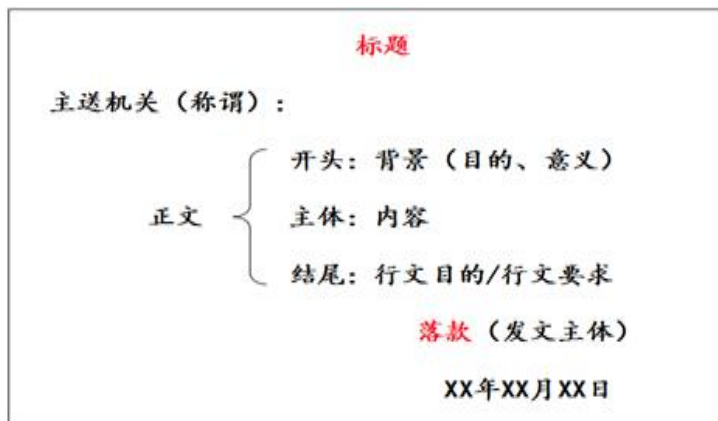 标题
主送机关（称谓）：
开头：背景（目的、意义）
正文
主体：内容
结尾：行文目的/行文要求
落款（发文主体）
XX年XX月XX日